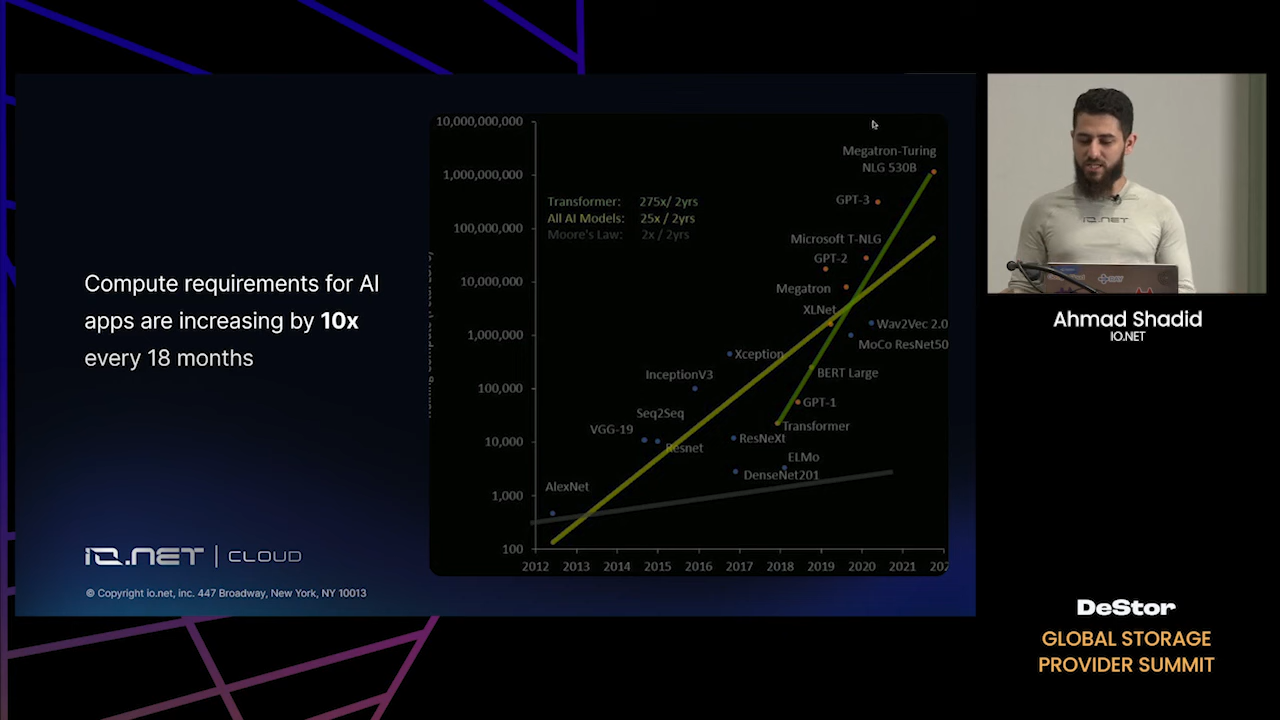 Compute requirements for AI
apps are increasing by 10x
every 18 months
IO.NET | CLOUD
© Copyright io.net, inc. 447 Broadway, New York, NY 10013
10,000,000,000
1,000,000,000
100,000,000
10,000,000
1,000,000
100,000
10,000
1,000
100
Transformer: 275x/ 2yrs
All AI Models: 25x / 2yrs
Moore's Law: 2x / 2yrs
Megatron-Turing
NLG 530B
GPT-3
Microsoft T-NLG
GPT-2
Megatron
XLNet
Wav2Vec 2.0
MoCo ResNet50
Xception
InceptionV3
BERT Large
GPT-1
Seq2Seq
Transformer
VGG-19
Resnet
ResNeXt
ELMo
DenseNet201
AlexNet
2012 2013 2014 2015 2016 2017 2018 2019 2020 2021 202
IO.NET
Ahmad Shadid
IO.NET
DeStor
GLOBAL STORAGE
PROVIDER SUMMIT